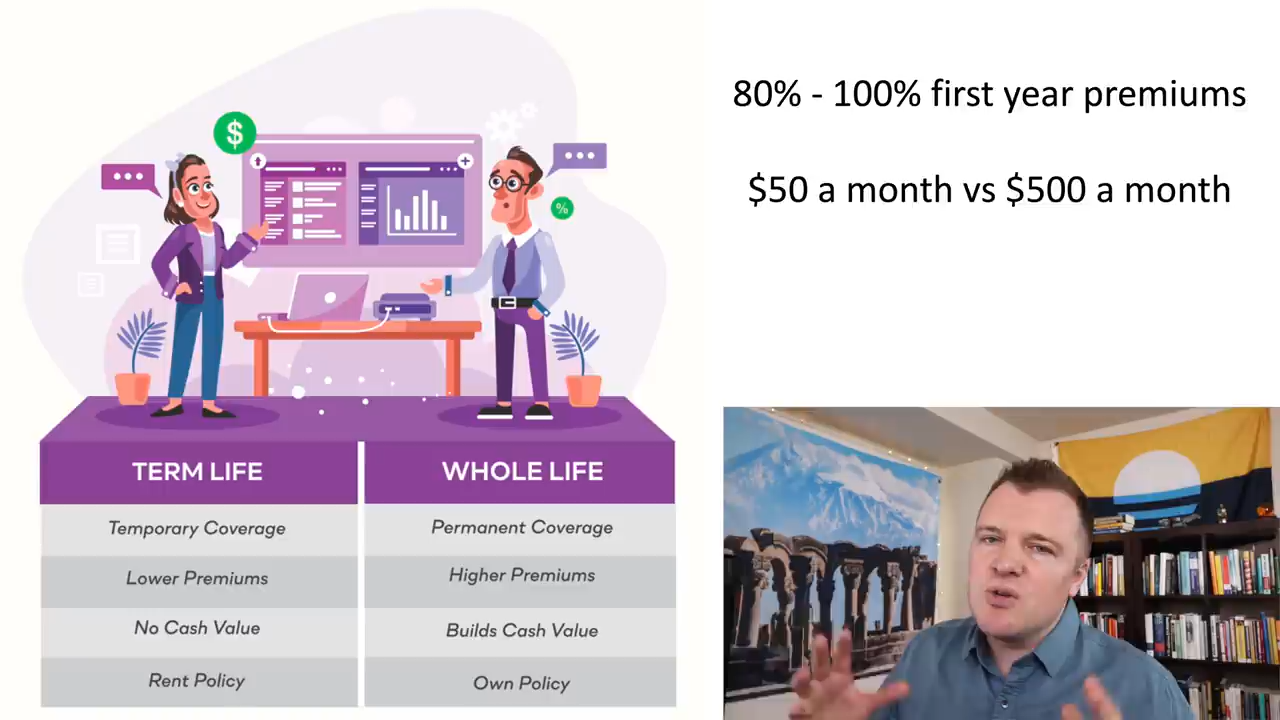 80% - 100% first year premiums
$50 a month vs $500 a month
$
%
TERM LIFE
WHOLE LIFE
Temporary Coverage
Permanent Coverage
Lower Premiums
Higher Premiums
No Cash Value
Builds Cash Value
Rent Policy
Own Policy